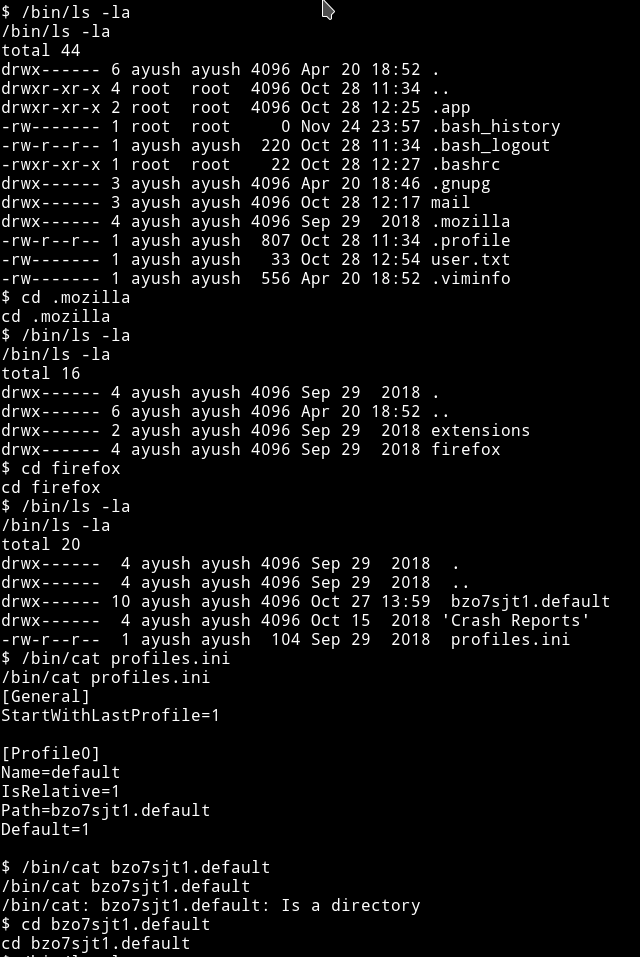 $ /bin/ls -la
/bin/ls -la
total 44
drwx------ 6 ayush ayush 4096 Apr 20 18:52 .
drwxr-xr-x 4 root  root  4096 Oct 28 11:34 ..
drwxr-xr-x 2 root  root  4096 Oct 28 12:25 .app
-rw------- 1 root  root     0 Nov 24 23:57 .bash_history
-rw-r--r-- 1 ayush ayush  220 Oct 28 11:34 .bash_logout
-rwxr-xr-x 1 root  root    22 Oct 28 12:27 .bashrc
drwx------ 3 ayush ayush 4096 Apr 20 18:46 .gnupg
drwx------ 3 ayush ayush 4096 Oct 28 12:17 mail
drwx------ 4 ayush ayush 4096 Sep 29  2018 .mozilla
-rw-r--r-- 1 ayush ayush  807 Oct 28 11:34 .profile
-rw------- 1 ayush ayush   33 Oct 28 12:54 user.txt
-rw------- 1 ayush ayush  556 Apr 20 18:52 .viminfo
$ cd .mozilla
cd .mozilla
$ /bin/ls -la
/bin/ls -la
total 16
drwx------ 4 ayush ayush 4096 Sep 29  2018 .
drwx------ 6 ayush ayush 4096 Apr 20 18:52 ..
drwx------ 2 ayush ayush 4096 Sep 29  2018 extensions
drwx------ 4 ayush ayush 4096 Sep 29  2018 firefox
$ cd firefox
cd firefox
$ /bin/ls -la
/bin/ls -la
total 20
drwx------  4 ayush ayush 4096 Sep 29  2018  .
drwx------  4 ayush ayush 4096 Sep 29  2018  ..
drwx------ 10 ayush ayush 4096 Oct 27 13:59  bzo7sjt1.default
drwx------  4 ayush ayush 4096 Oct 15  2018 'Crash Reports'
-rw-r--r--  1 ayush ayush  104 Sep 29  2018  profiles.ini
$ /bin/cat profiles.ini
/bin/cat profiles.ini
[General]
StartWithLastProfile=1

[Profile0]
Name=default
IsRelative=1
Path=bzo7sjt1.default
Default=1

$ /bin/cat bzo7sjt1.default
/bin/cat bzo7sjt1.default
/bin/cat: bzo7sjt1.default: Is a directory
$ cd bzo7sjt1.default
cd bzo7sjt1.default